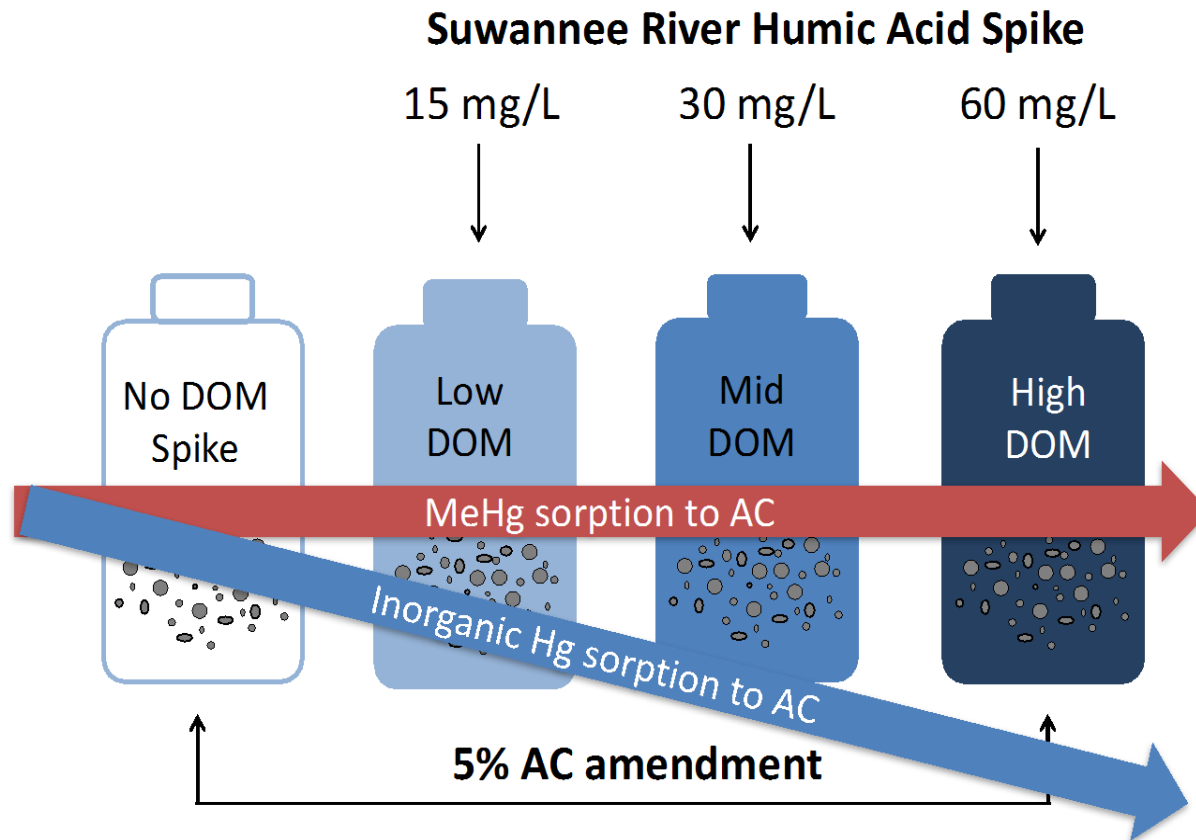 Suwannee River Humic Acid Spike
15 mg/L
30 mg/L
60 mg/L
No DOM
Spike
Low
DOM
Mid
DOM
High
DOM
MeHg sorption to AC
Inorganic Hg sorption to AC
5% AC amendment